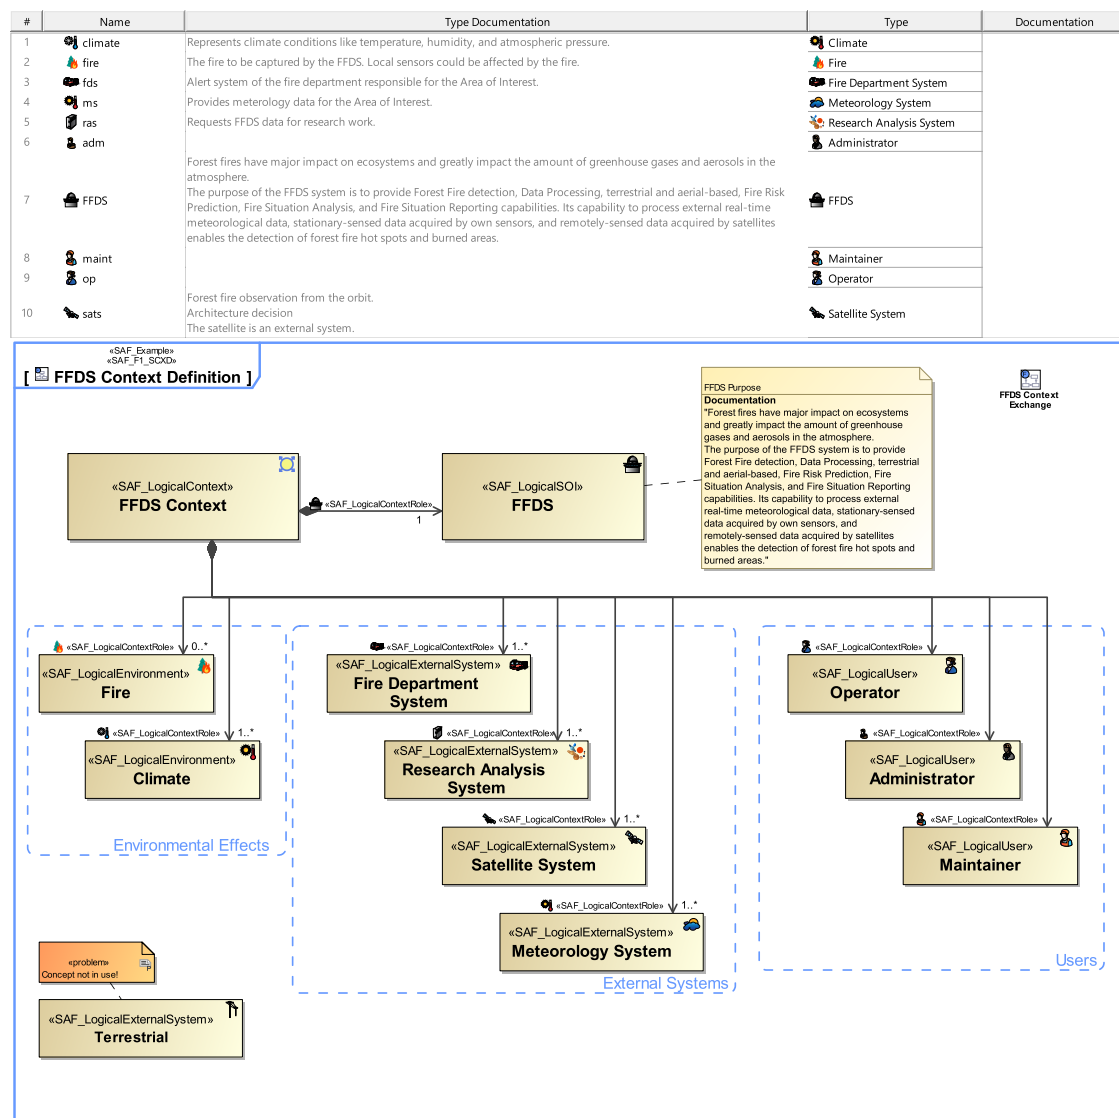 # Name Type Documentation Type Documentation
1 climate Represents climate conditions like temperature, humidity, and atmospheric pressure. Climate
2 fire The fire to be captured by the FFDS. Local sensors could be affected by the fire. Fire
3 fds Alert system of the fire department responsible for the Area of Interest. Fire Department System
4 ms Provides meterology data for the Area of Interest. Meteorology System
5 ras Requests FFDS data for research work. Research Analysis System
6 adm Administrator
Forest fires have major impact on ecosystems and greatly impact the amount of greenhouse gases and aerosols in the
atmosphere.
The purpose of the FFDS system is to provide Forest Fire detection, Data Processing, terrestrial and aerial-based, Fire Risk
7 FFDS Prediction, Fire Situation Analysis, and Fire Situation Reporting capabilities. Its capability to process external real-time FFDS
meteorological data, stationary-sensed data acquired by own sensors, and remotely-sensed data acquired by satellites
enables the detection of forest fire hot spots and burned areas.
8 maint Maintainer
9 op Operator
Forest fire observation from the orbit.
10 sats Architecture decision Satellite System
The satellite is an external system.
«SAF_Example»
«SAF_F1_SCXD»
[ FFDS Context Definition ]
FFDS Purpose
Documentation
"Forest fires have major impact on ecosystems
and greatly impact the amount of greenhouse
gases and aerosols in the atmosphere.
The purpose of the FFDS system is to provide
Forest Fire detection, Data Processing, terrestrial
and aerial-based, Fire Risk Prediction, Fire
Situation Analysis, and Fire Situation Reporting
capabilities. Its capability to process external
real-time meteorological data, stationary-sensed
data acquired by own sensors, and
remotely-sensed data acquired by satellites
enables the detection of forest fire hot spots and
burned areas."
FFDS Context
Exchange
«SAF_LogicalContext»
FFDS Context
«SAF_LogicalContextRole»
1
«SAF_LogicalSOI»
FFDS
«SAF_LogicalContextRole» 0..*
«SAF_LogicalEnvironment»
Fire
«SAF_LogicalContextRole» 1..*
«SAF_LogicalEnvironment»
Climate
Environmental Effects
«SAF_LogicalContextRole» 1..*
«SAF_LogicalExternalSystem»
Fire Department
System
«SAF_LogicalContextRole» 1..*
«SAF_LogicalExternalSystem»
Research Analysis
System
«SAF_LogicalContextRole» 1..*
«SAF_LogicalExternalSystem»
Satellite System
«SAF_LogicalContextRole» 1..*
«SAF_LogicalExternalSystem»
Meteorology System
External Systems
«SAF_LogicalContextRole»
«SAF_LogicalUser»
Operator
«SAF_LogicalContextRole»
«SAF_LogicalUser»
Administrator
«SAF_LogicalContextRole»
«SAF_LogicalUser»
Maintainer
Users
«problem»
Concept not in use!
«SAF_LogicalExternalSystem»
Terrestrial